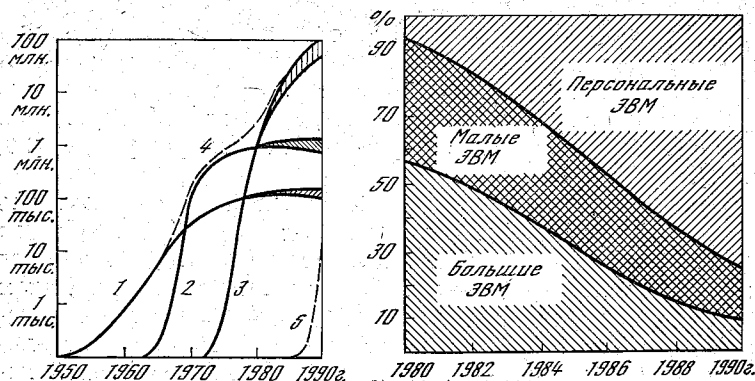 100
млн.
10
млн.
1
млн.
100
тыс.
10
тыс.
1
тыс.
1 2 3 4 5
1950 1960 1970 1980 1990г.
%
90
70
50
30
10
Персональные
ЭВМ
Малые
ЭВМ
Большие
ЭВМ
1980 1982 1984 1986 1988 1990г.